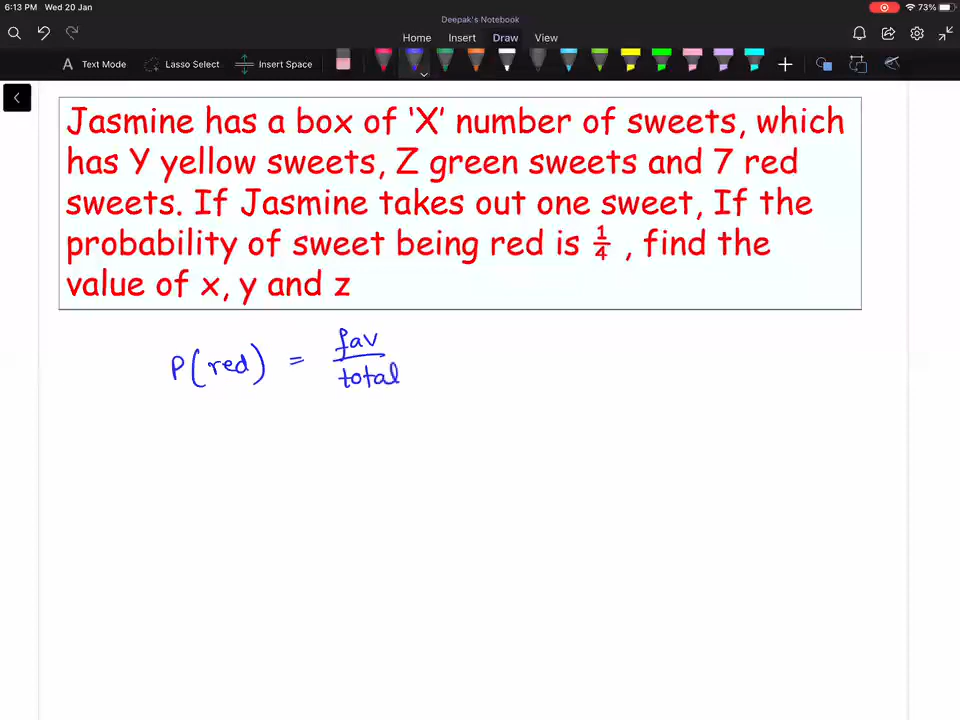 6:13 PM Wed 20 Jan
73%
Deepak's Notebook
Home Insert Draw View
A Text Mode Lasso Select Insert Space
Jasmine has a box of ‘X’ number of sweets, which
has Y yellow sweets, Z green sweets and 7 red
sweets. If Jasmine takes out one sweet, If the
probability of sweet being red is 1/4 , find the
value of x, y and z
P(red) = fav/total